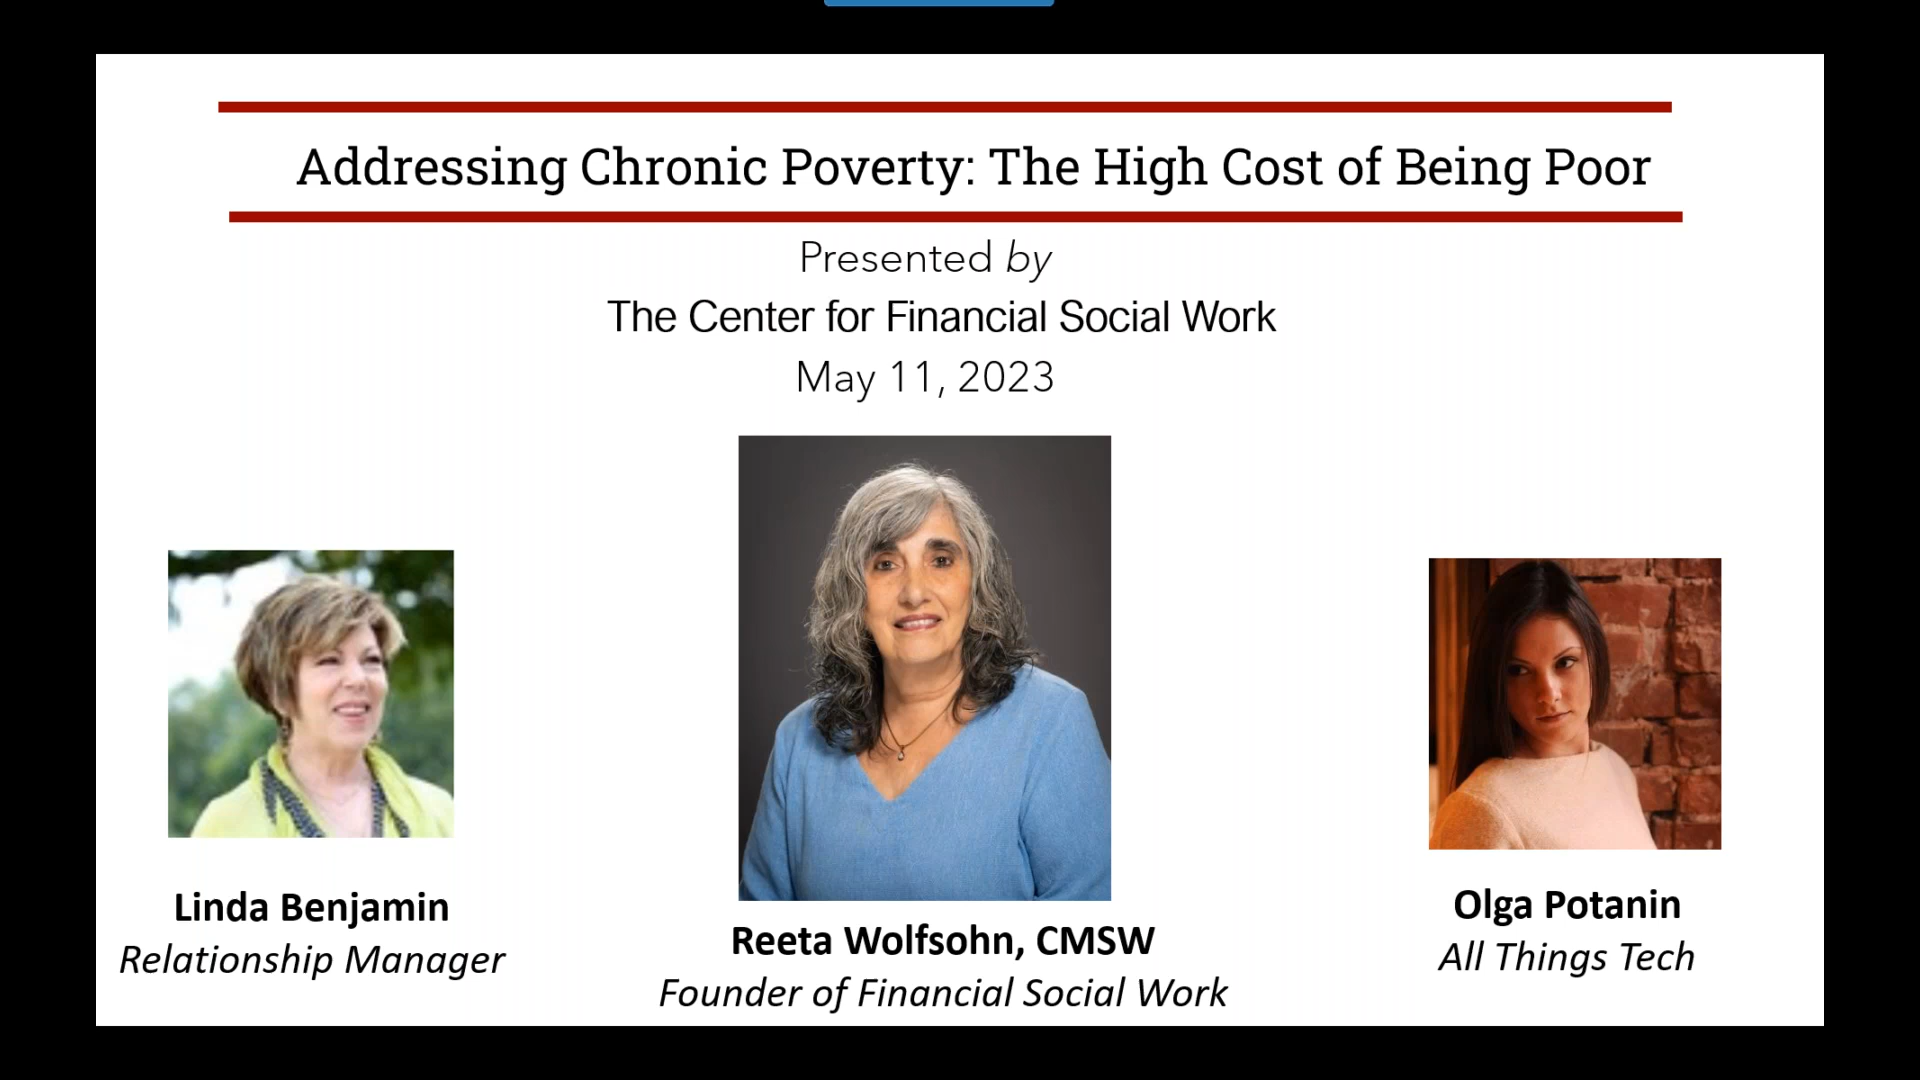 Addressing Chronic Poverty: The High Cost of Being Poor
Presented by
The Center for Financial Social Work
May 11, 2023
Linda Benjamin
Relationship Manager
Reeta Wolfsohn, CMSW
Founder of Financial Social Work
Olga Potanin
All Things Tech